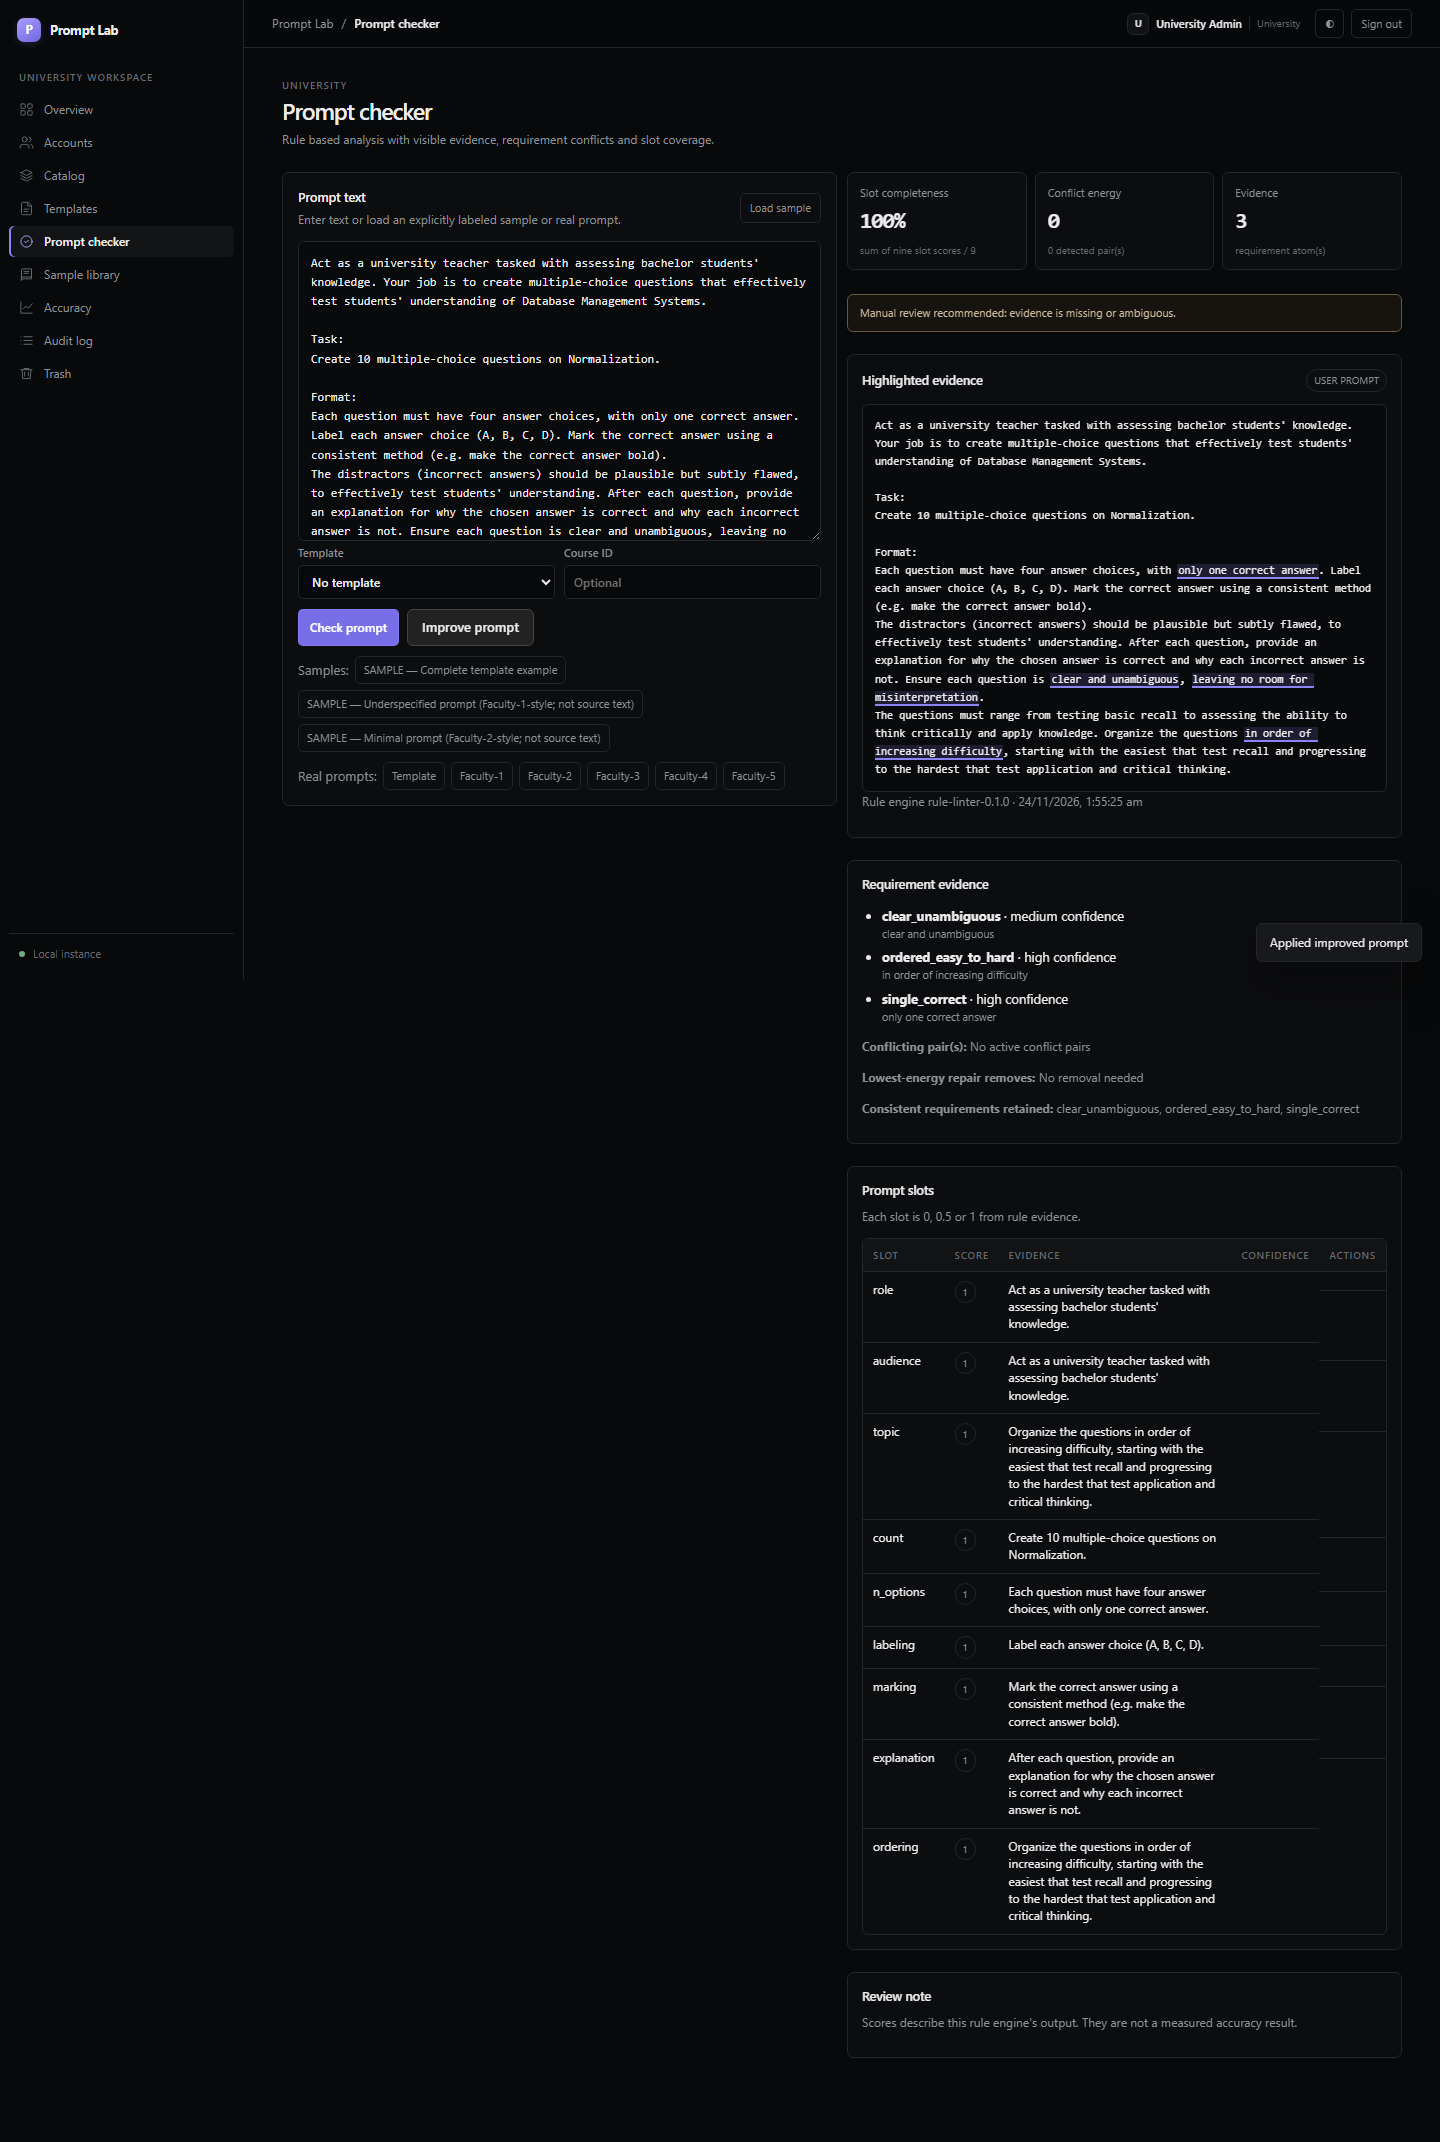 P Prompt Lab
UNIVERSITY WORKSPACE
Overview
Accounts
Catalog
Templates
Prompt checker
Sample library
Accuracy
Audit log
Trash
Local instance
Prompt Lab / Prompt checker
U University Admin University
Sign out
UNIVERSITY
Prompt checker
Rule based analysis with visible evidence, requirement conflicts and slot coverage.
Prompt text
Enter text or load an explicitly labeled sample or real prompt.
Load sample
Act as a university teacher tasked with assessing bachelor students'
knowledge. Your job is to create multiple-choice questions that effectively
test students' understanding of Database Management Systems.
Task:
Create 10 multiple-choice questions on Normalization.
Format:
Each question must have four answer choices, with only one correct answer.
Label each answer choice (A, B, C, D). Mark the correct answer using a
consistent method (e.g. make the correct answer bold).
The distractors (incorrect answers) should be plausible but subtly flawed,
to effectively test students' understanding. After each question, provide
an explanation for why the chosen answer is correct and why each incorrect
answer is not. Ensure each question is clear and unambiguous, leaving no
Template
Course ID
No template
Optional
Check prompt
Improve prompt
Samples:
SAMPLE — Complete template example
SAMPLE — Underspecified prompt (Faculty-1-style; not source text)
SAMPLE — Minimal prompt (Faculty-2-style; not source text)
Real prompts:
Template
Faculty-1
Faculty-2
Faculty-3
Faculty-4
Faculty-5
Slot completeness
100%
sum of nine slot scores / 9
Conflict energy
0
0 detected pair(s)
Evidence
3
requirement atom(s)
Manual review recommended: evidence is missing or ambiguous.
Highlighted evidence
USER PROMPT
Act as a university teacher tasked with assessing bachelor students' knowledge.
Your job is to create multiple-choice questions that effectively test students'
understanding of Database Management Systems.
Task:
Create 10 multiple-choice questions on Normalization.
Format:
Each question must have four answer choices, with only one correct answer. Label
each answer choice (A, B, C, D). Mark the correct answer using a consistent method
(e.g. make the correct answer bold).
The distractors (incorrect answers) should be plausible but subtly flawed, to
effectively test students' understanding. After each question, provide an
explanation for why the chosen answer is correct and why each incorrect answer is
not. Ensure each question is clear and unambiguous, leaving no room for
misinterpretation.
The questions must range from testing basic recall to assessing the ability to
think critically and apply knowledge. Organize the questions in order of
increasing difficulty, starting with the easiest that test recall and progressing
to the hardest that test application and critical thinking.
Rule engine rule-linter-0.1.0 · 24/11/2026, 1:55:25 am
Requirement evidence
clear_unambiguous · medium confidence
clear and unambiguous
ordered_easy_to_hard · high confidence
in order of increasing difficulty
single_correct · high confidence
only one correct answer
Applied improved prompt
Conflicting pair(s): No active conflict pairs
Lowest-energy repair removes: No removal needed
Consistent requirements retained: clear_unambiguous, ordered_easy_to_hard, single_correct
Prompt slots
Each slot is 0, 0.5 or 1 from rule evidence.
SLOT SCORE EVIDENCE CONFIDENCE ACTIONS
role 1 Act as a university teacher tasked with
assessing bachelor students'
knowledge.
audience 1 Act as a university teacher tasked with
assessing bachelor students'
knowledge.
topic 1 Organize the questions in order of
increasing difficulty, starting with the
easiest that test recall and progressing
to the hardest that test application and
critical thinking.
count 1 Create 10 multiple-choice questions on
Normalization.
n_options 1 Each question must have four answer
choices, with only one correct answer.
labeling 1 Label each answer choice (A, B, C, D).
marking 1 Mark the correct answer using a
consistent method (e.g. make the
correct answer bold).
explanation 1 After each question, provide an
explanation for why the chosen answer
is correct and why each incorrect
answer is not.
ordering 1 Organize the questions in order of
increasing difficulty, starting with the
easiest that test recall and progressing
to the hardest that test application and
critical thinking.
Review note
Scores describe this rule engine's output. They are not a measured accuracy result.